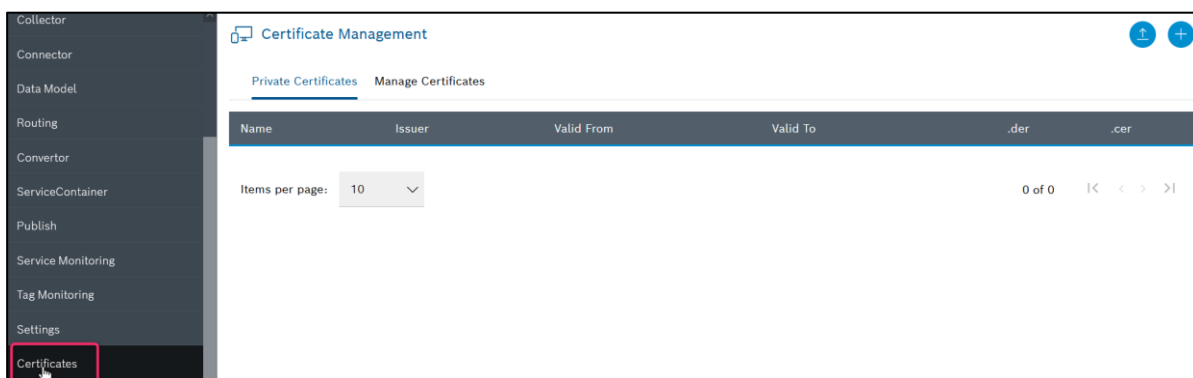 Collector
Connector
Data Model
Routing
Convertor
ServiceContainer
Publish
Service Monitoring
Tag Monitoring
Settings
Certificates
Certificate Management
Private Certificates Manage Certificates
Name Issuer Valid From Valid To .der .cer
Items per page: 10 0 of 0